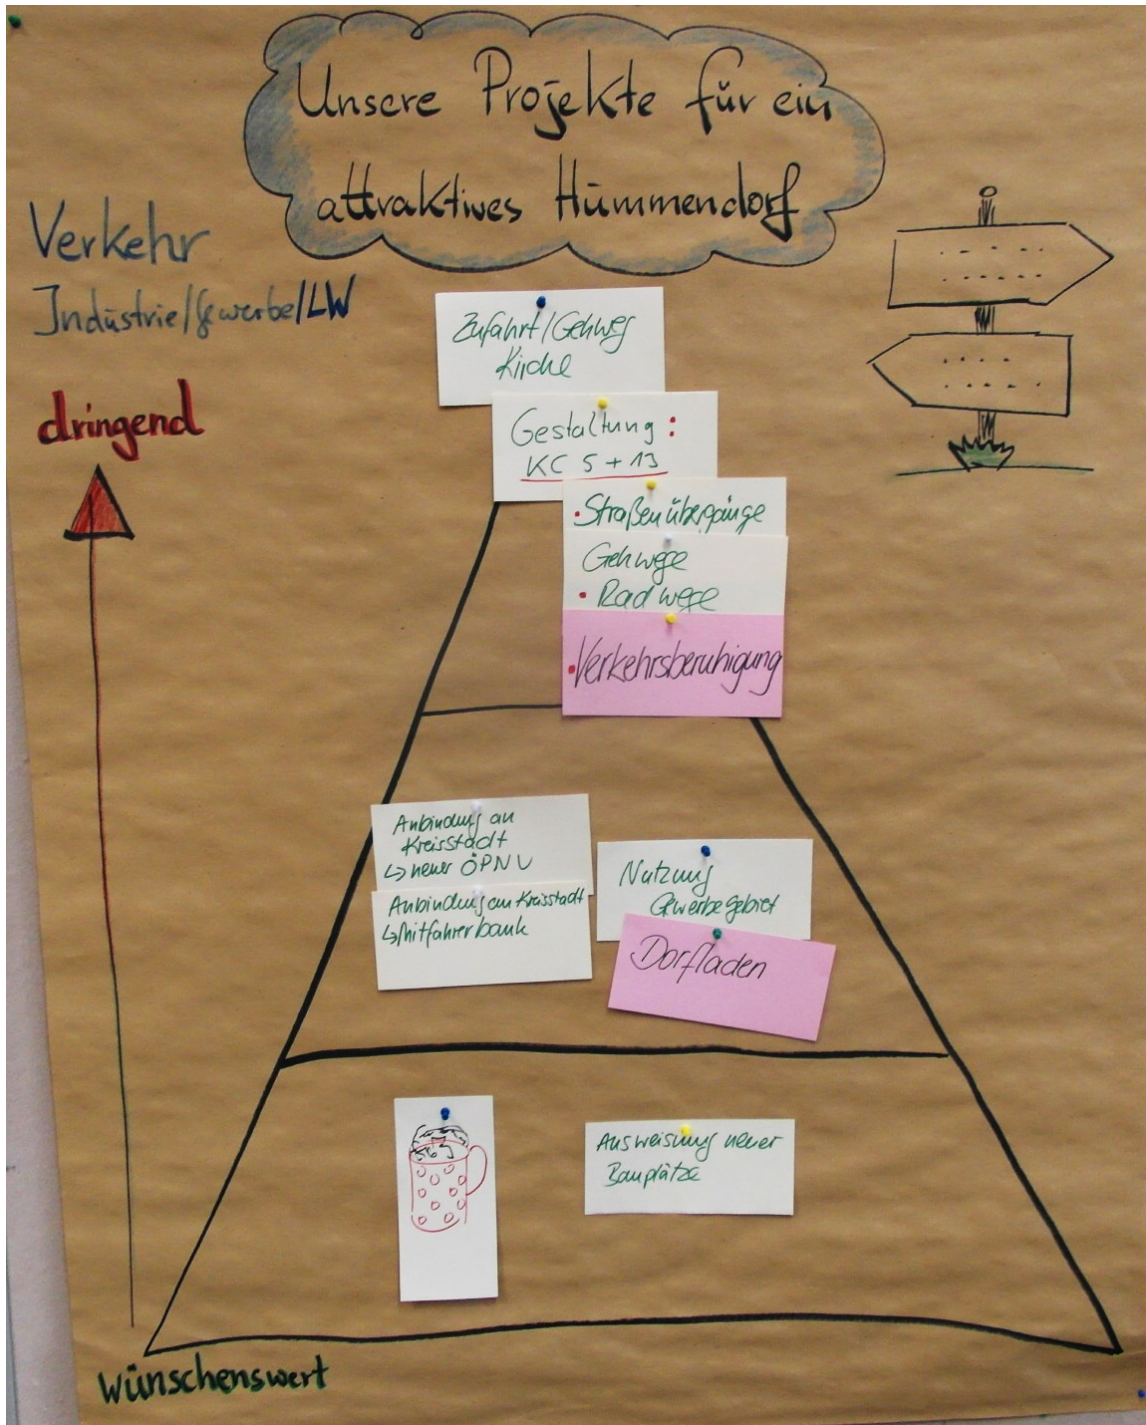 Unsere Projekte für ein
attraktives Hümmendorf
Verkehr
Industrie/Gewerbe/LW
dringend
Zufahrt/Gehweg
Kirche
Gestaltung:
KC 5 + 13
• Straßenübergänge
Gehwege
• Radwege
• Verkehrsberuhigung
Anbindung an
Kreisstadt
↳ neuer ÖPNV
Anbindung an Kreisstadt
↳ Mitfahrerbank
Nutzung
Gewerbegebiet
Dorfladen
Ausweisung neuer
Bauplätze
wünschenswert